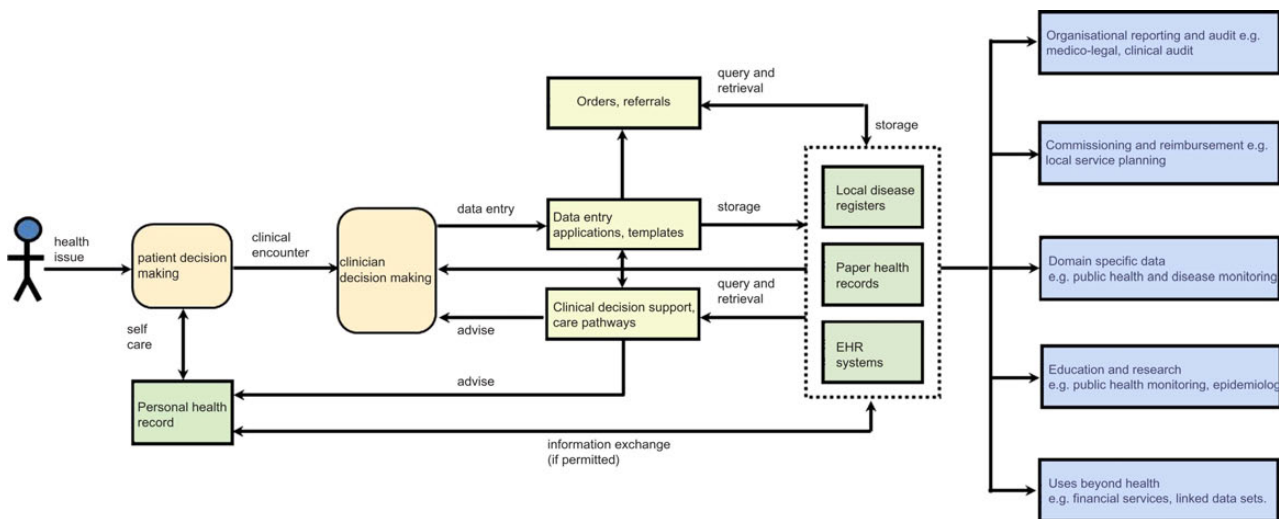 Organisational reporting and audit e.g.
medico-legal, clinical audit
query and
retrieval
Orders, referrals
storage
Commissioning and reimbursement e.g.
local service planning
Local disease
registers
data entry
Data entry
applications, templates
storage
health
issue
patient decision
making
clinical
encounter
clinician
decision making
Paper health
records
Domain specific data
e.g. public health and disease monitoring
query and
retrieval
Clinical decision support,
care pathways
advise
self
care
EHR
systems
advise
Education and research
e.g. public health monitoring, epidemiolog
Personal health
record
information exchange
(if permitted)
Uses beyond health
e.g. financial services, linked data sets.